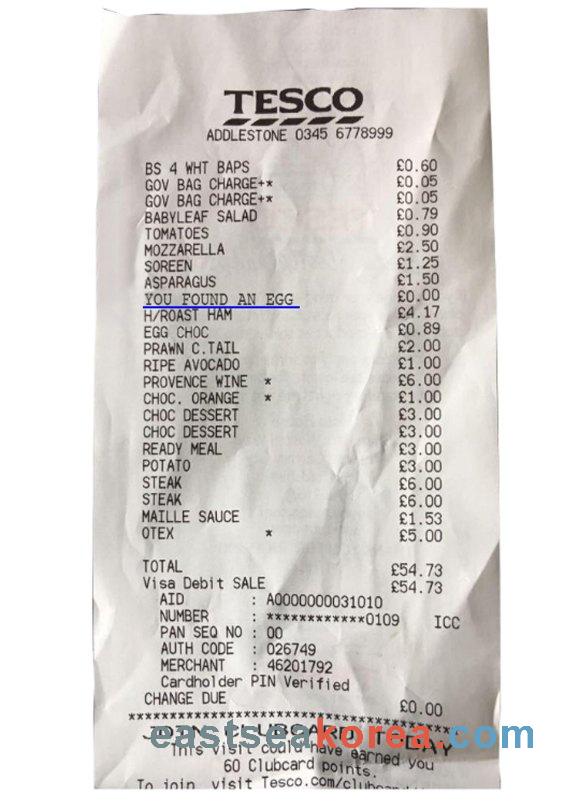 TESCO
ADDLESTONE 0345 6778999
BS 4 WHT BAPS £0.60
GOV BAG CHARGE+* £0.05
GOV BAG CHARGE+* £0.05
BABYLEAF SALAD £0.79
TOMATOES £0.90
MOZZARELLA £2.50
SOREEN £1.25
ASPARAGUS £1.50
YOU FOUND AN EGG £0.00
H/ROAST HAM £4.17
EGG CHOC £0.89
PRAWN C.TAIL £2.00
RIPE AVOCADO £1.00
PROVENCE WINE * £6.00
CHOC. ORANGE * £1.00
CHOC DESSERT £3.00
CHOC DESSERT £3.00
READY MEAL £3.00
POTATO £3.00
STEAK £6.00
STEAK £6.00
MAILLE SAUCE £1.53
OTEX * £5.00
TOTAL £54.73
Visa Debit SALE £54.73
AID : A0000000031010
NUMBER : ************0109 ICC
PAN SEQ NO : 00
AUTH CODE : 026749
MERCHANT : 46201792
Cardholder PIN Verified
CHANGE DUE £0.00
eastseakorea.com
This visit could have earned you
60 Clubcard points.
To join, visit